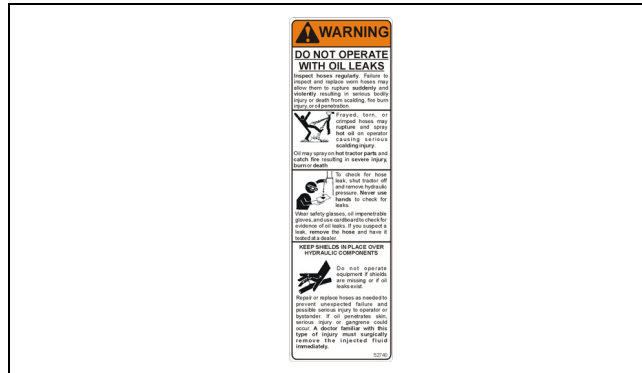 WARNING
DO NOT OPERATE
WITH OIL LEAKS
Inspect hoses regularly. Failure to
inspect and replace worn hoses may
allow them to rupture suddenly and
violently resulting in serious bodily
injury or death from scalding, fire burn
injury, or oil penetration.
Frayed, torn, or
crimped hoses may
rupture and spray
hot oil on operator
causing serious
scalding injury.
Oil may spray on hot tractor parts and
catch fire resulting in severe injury,
burn or death
To check for hose
leak, shut tractor off
and remove hydraulic
pressure. Never use
hands to check for
leaks.
Wear safety glasses, oil impenetrable
gloves, and use cardboard to check for
evidence of oil leaks. If you suspect a
leak, remove the hose and have it
tested at a dealer.
KEEP SHIELDS IN PLACE OVER
HYDRAULIC COMPONENTS
Do not operate
equipment if shields
are missing or if oil
leaks exist.
Repair or replace hoses as needed to
prevent unexpected failure and
possible serious injury to operator or
bystander. If oil penetrates skin,
serious injury or gangrene could
occur. A doctor familiar with this
type of injury must surgically
remove the injected fluid
immediately.
52746